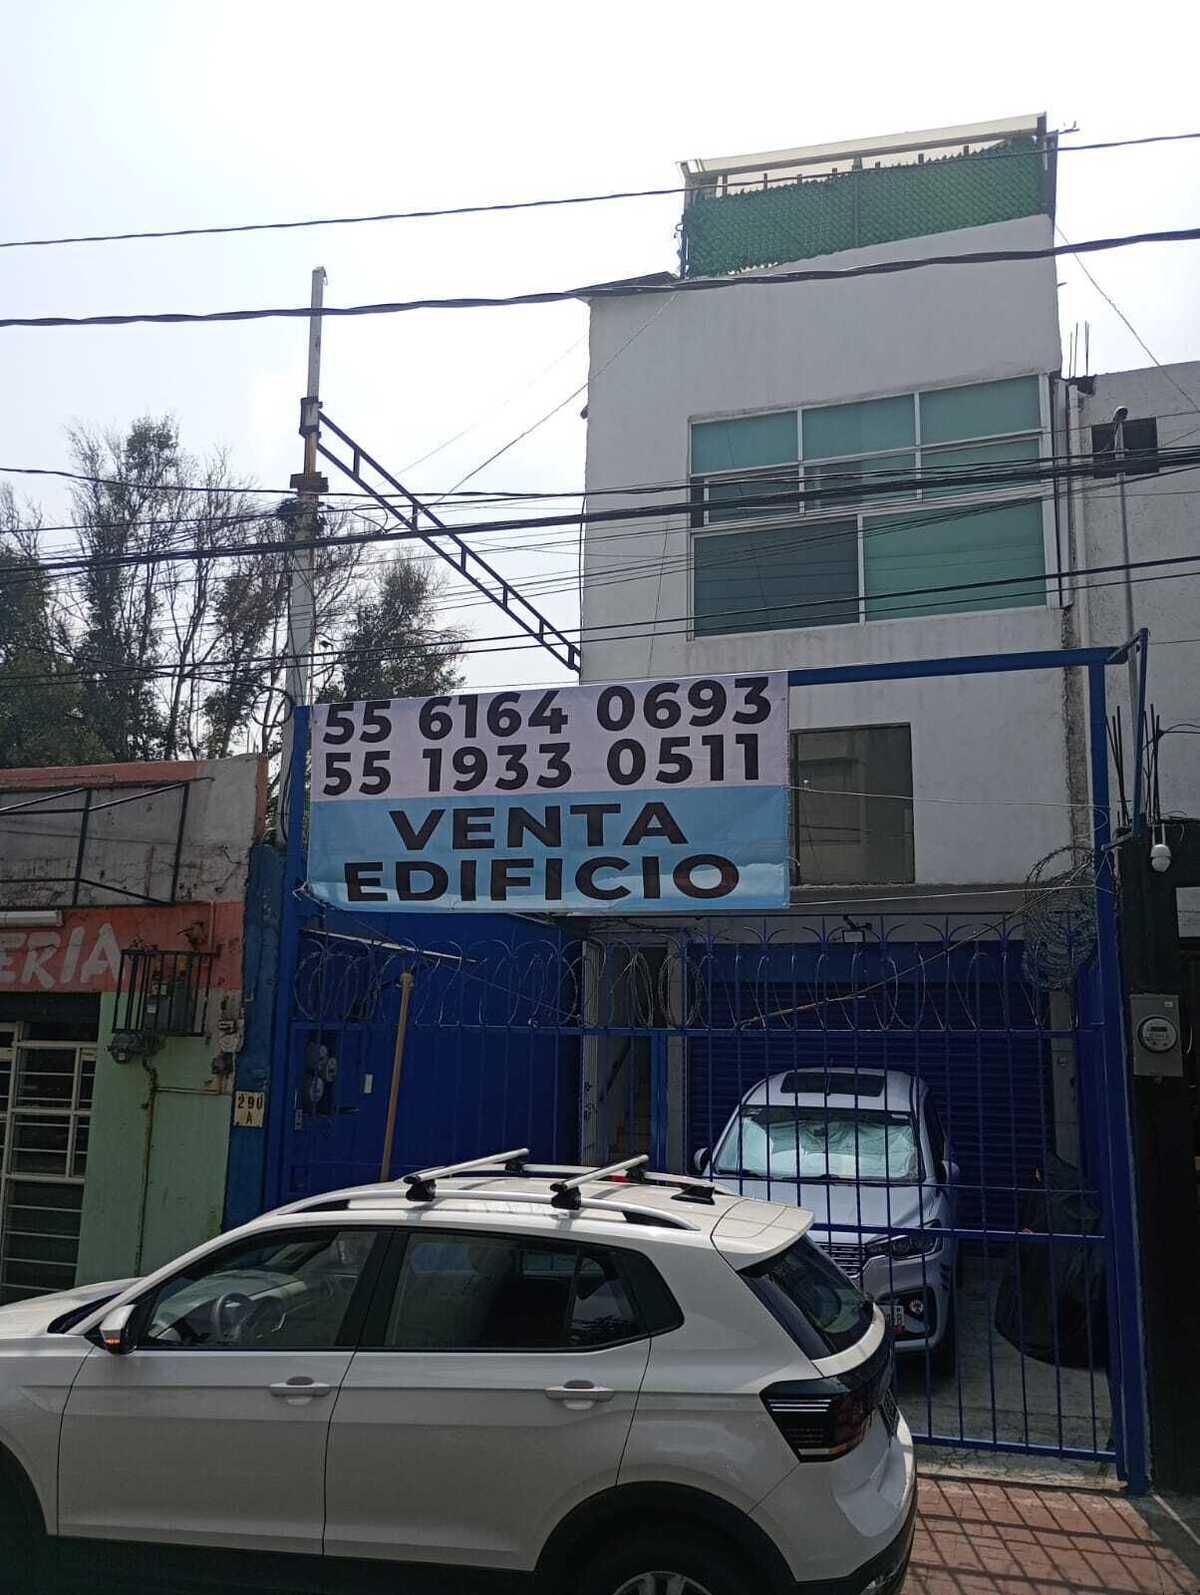 55 6164 0693
55 1933 0511
VENTA
EDIFICIO
ERIA
290
A